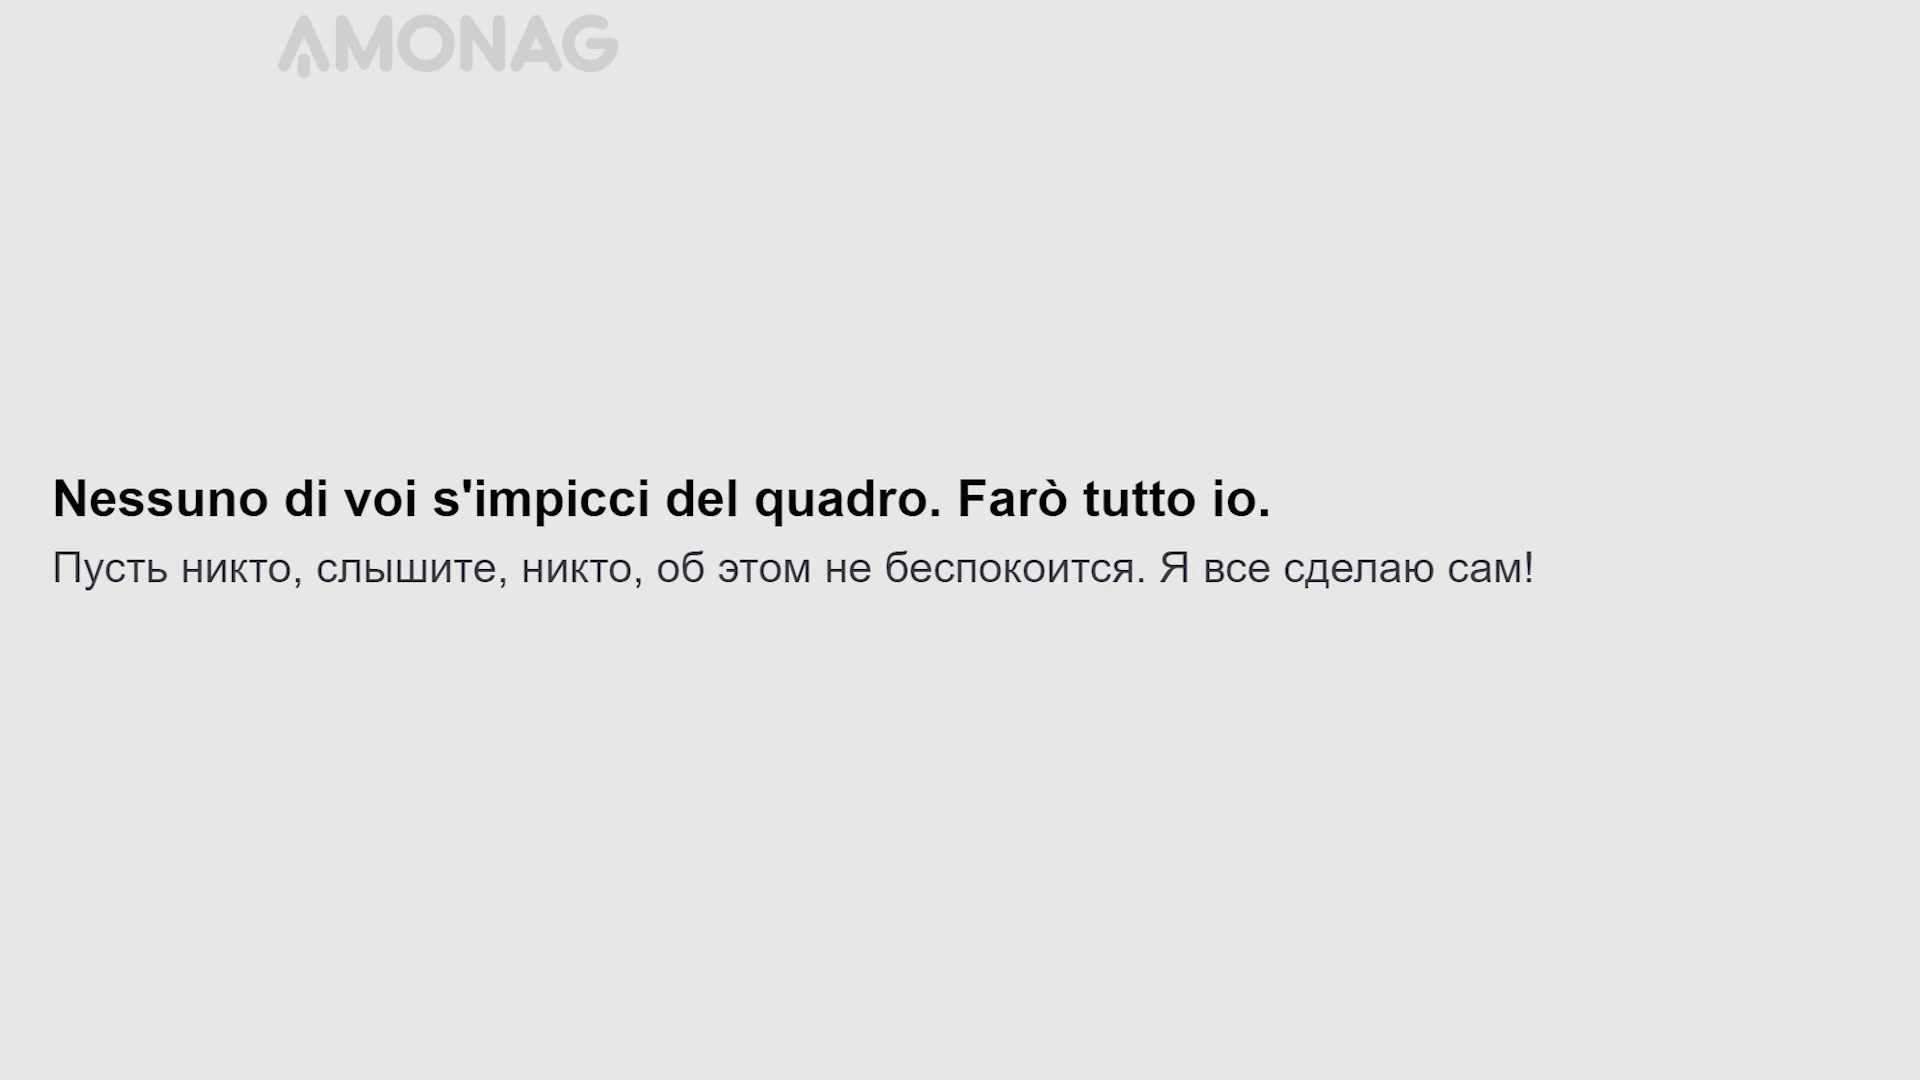 AMONAG
Nessuno di voi s'impicci del quadro. Farò tutto io.
Пусть никто, слышите, никто, об этом не беспокоится. Я все сделаю сам!